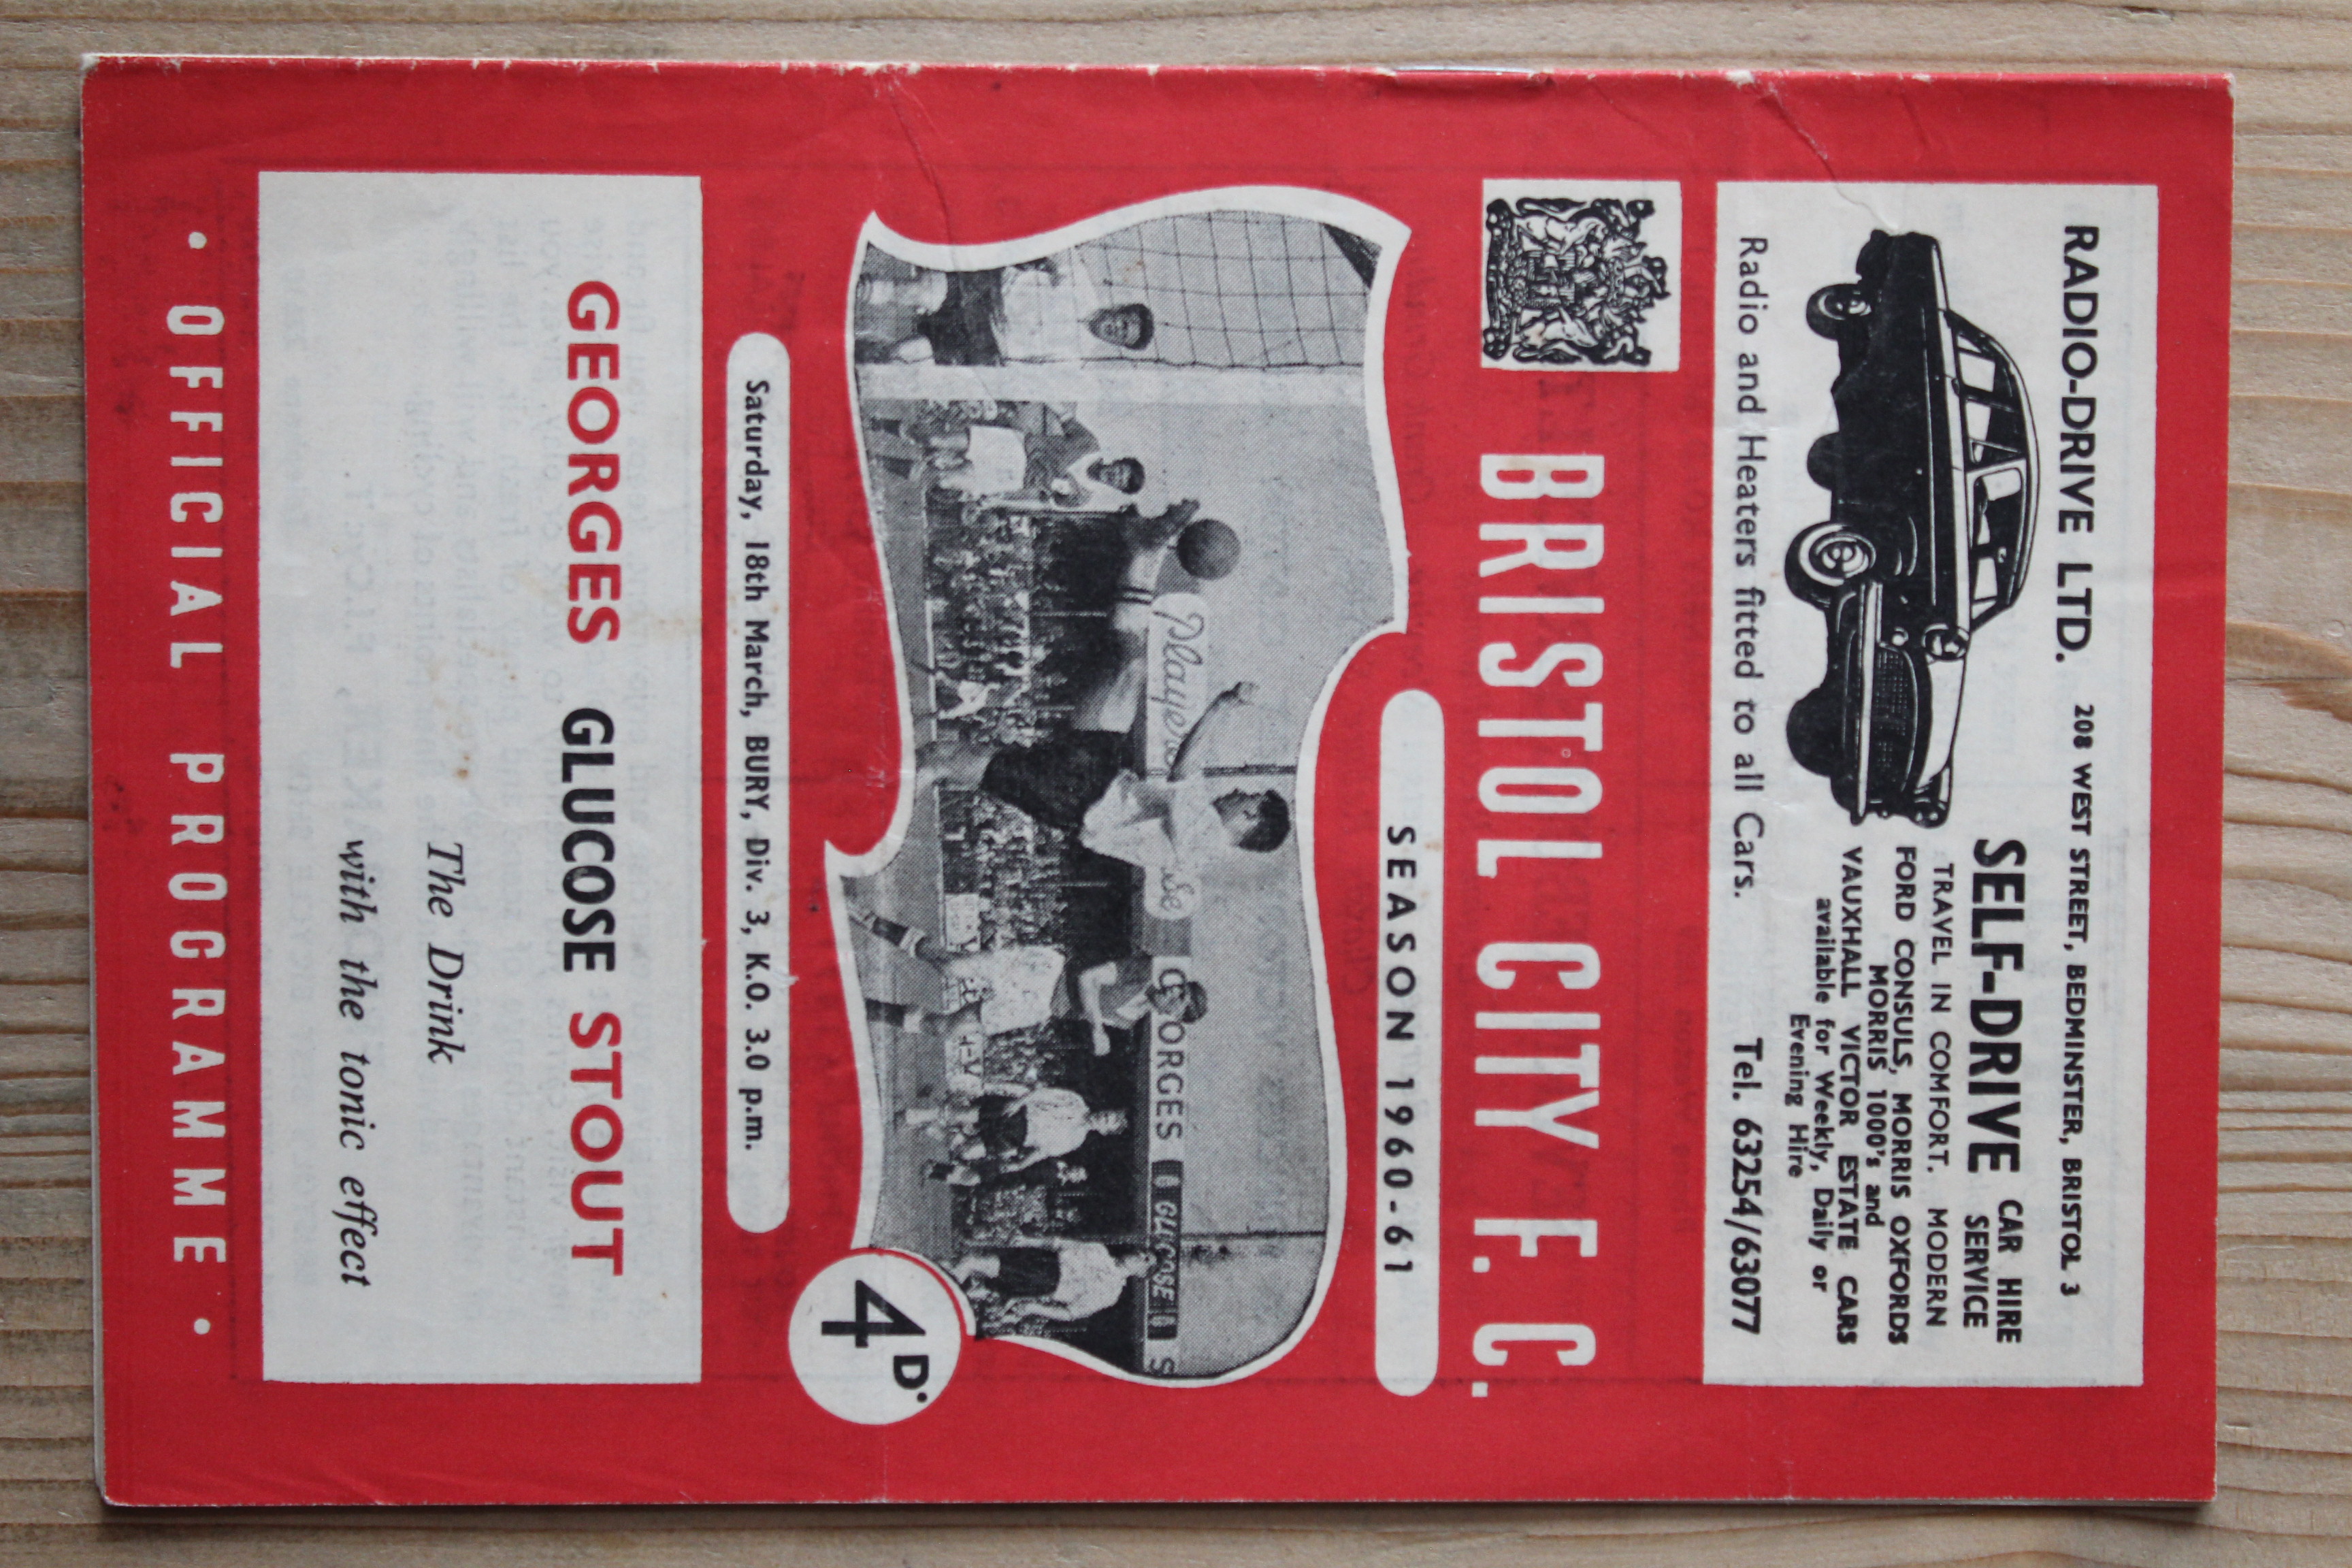 RADIO-DRIVE LTD. 208 WEST STREET, BEDMINSTER, BRISTOL 3
SELF-DRIVE CAR HIRE SERVICE
TRAVEL IN COMFORT. MODERN
FORD CONSULS, MORRIS OXFORDS
MORRIS 1000's and
VAUXHALL VICTOR ESTATE CARS
available for Weekly, Daily or
Evening Hire
Radio and Heaters fitted to all Cars. Tel. 63254/63077
BRISTOL CITY F. C.
SEASON 1960-61
Players
GEORGES GLUCOSE S
4D.
Saturday, 18th March, BURY, Div. 3, K.O. 3.0 p.m.
GEORGES GLUCOSE STOUT
The Drink
with the tonic effect
• OFFICIAL PROGRAMME •